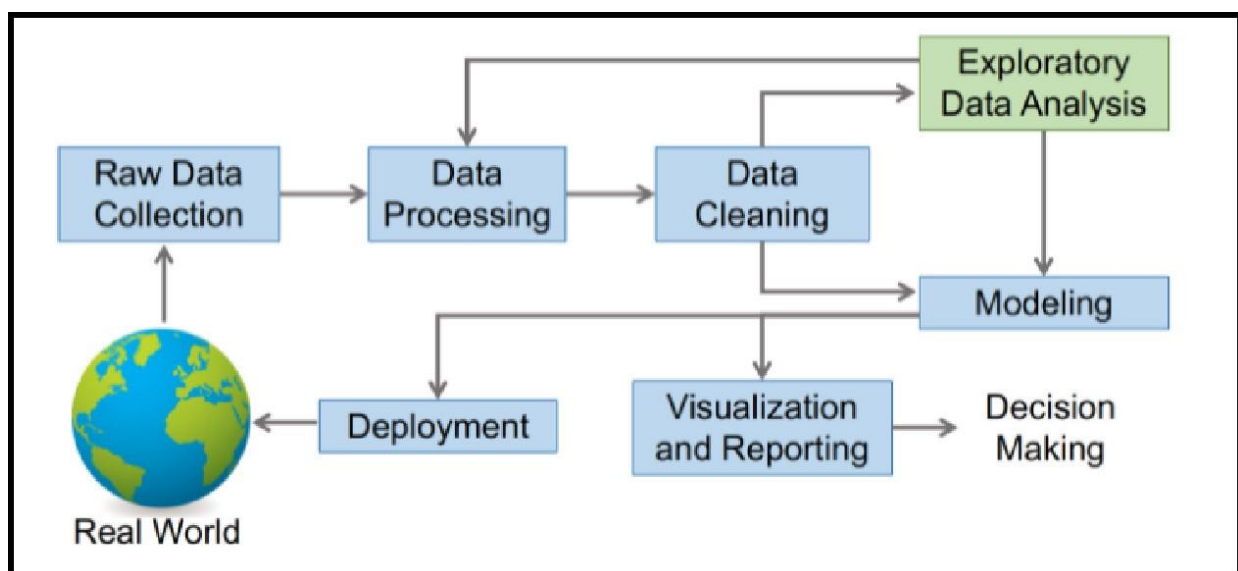 Exploratory
Data Analysis
Raw Data
Collection
Data
Processing
Data
Cleaning
Modeling
Deployment
Visualization
and Reporting
Decision
Making
Real World